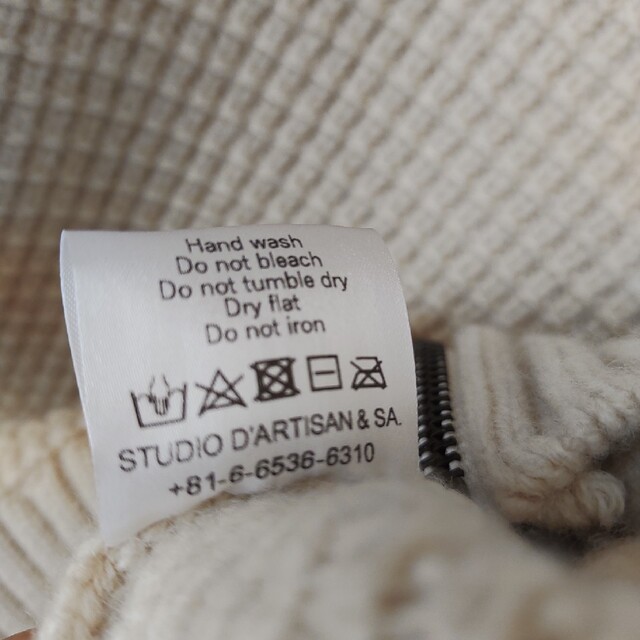 Hand wash
Do not bleach
Do not tumble dry
Dry flat
Do not iron
STUDIO D'ARTISAN & SA.
+81-6-6536-6310